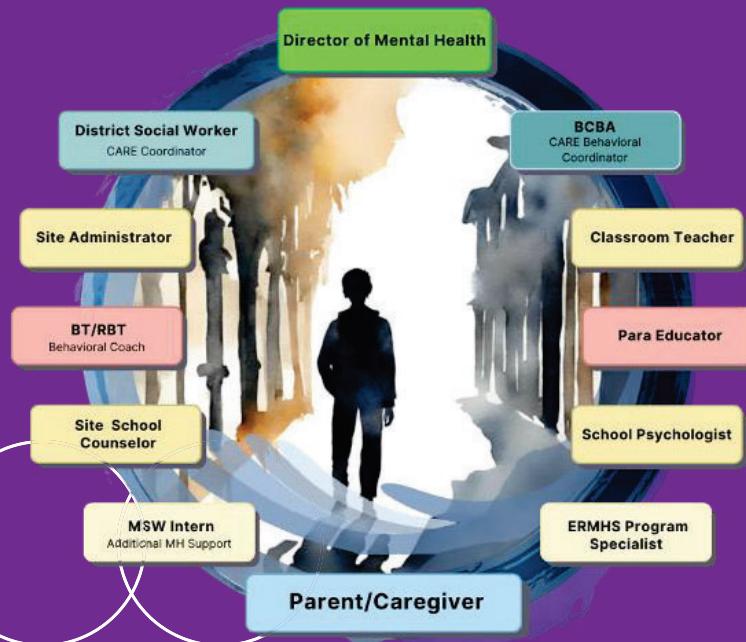 Director of Mental Health
District Social Worker
CARE Coordinator
BCBA
CARE Behavioral
Coordinator
Site Administrator
Classroom Teacher
BT/RBT
Behavioral Coach
Para Educator
Site School
Counselor
School Psychologist
MSW Intern
Additional MH Support
ERMHS Program
Specialist
Parent/Caregiver